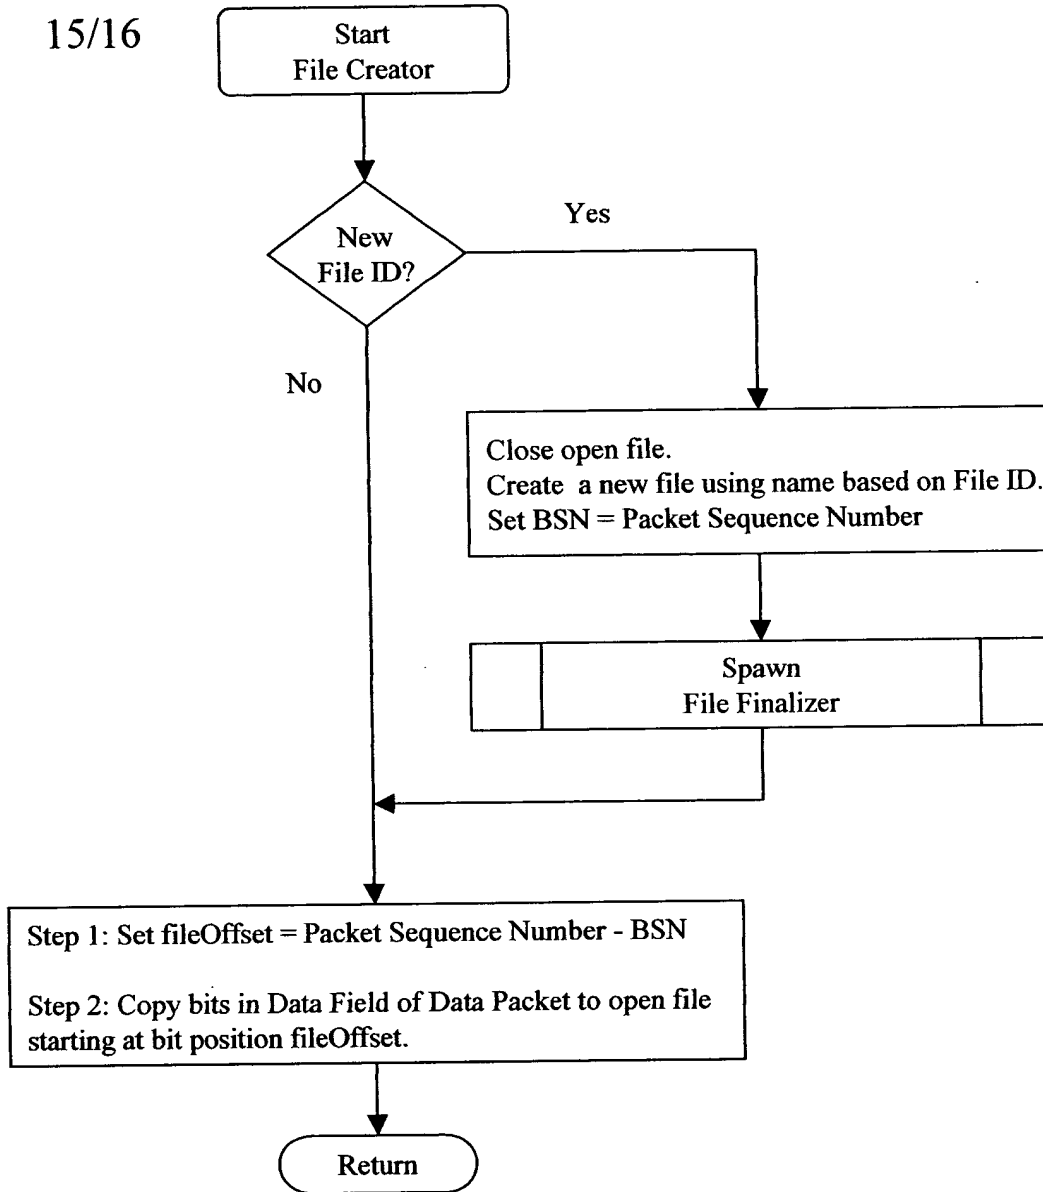 15/16
Start
File Creator
New
File ID?
Yes
No
Close open file.
Create a new file using name based on File ID.
Set BSN = Packet Sequence Number
Spawn
File Finalizer
Step 1: Set fileOffset = Packet Sequence Number - BSN
Step 2: Copy bits in Data Field of Data Packet to open file
starting at bit position fileOffset.
Return